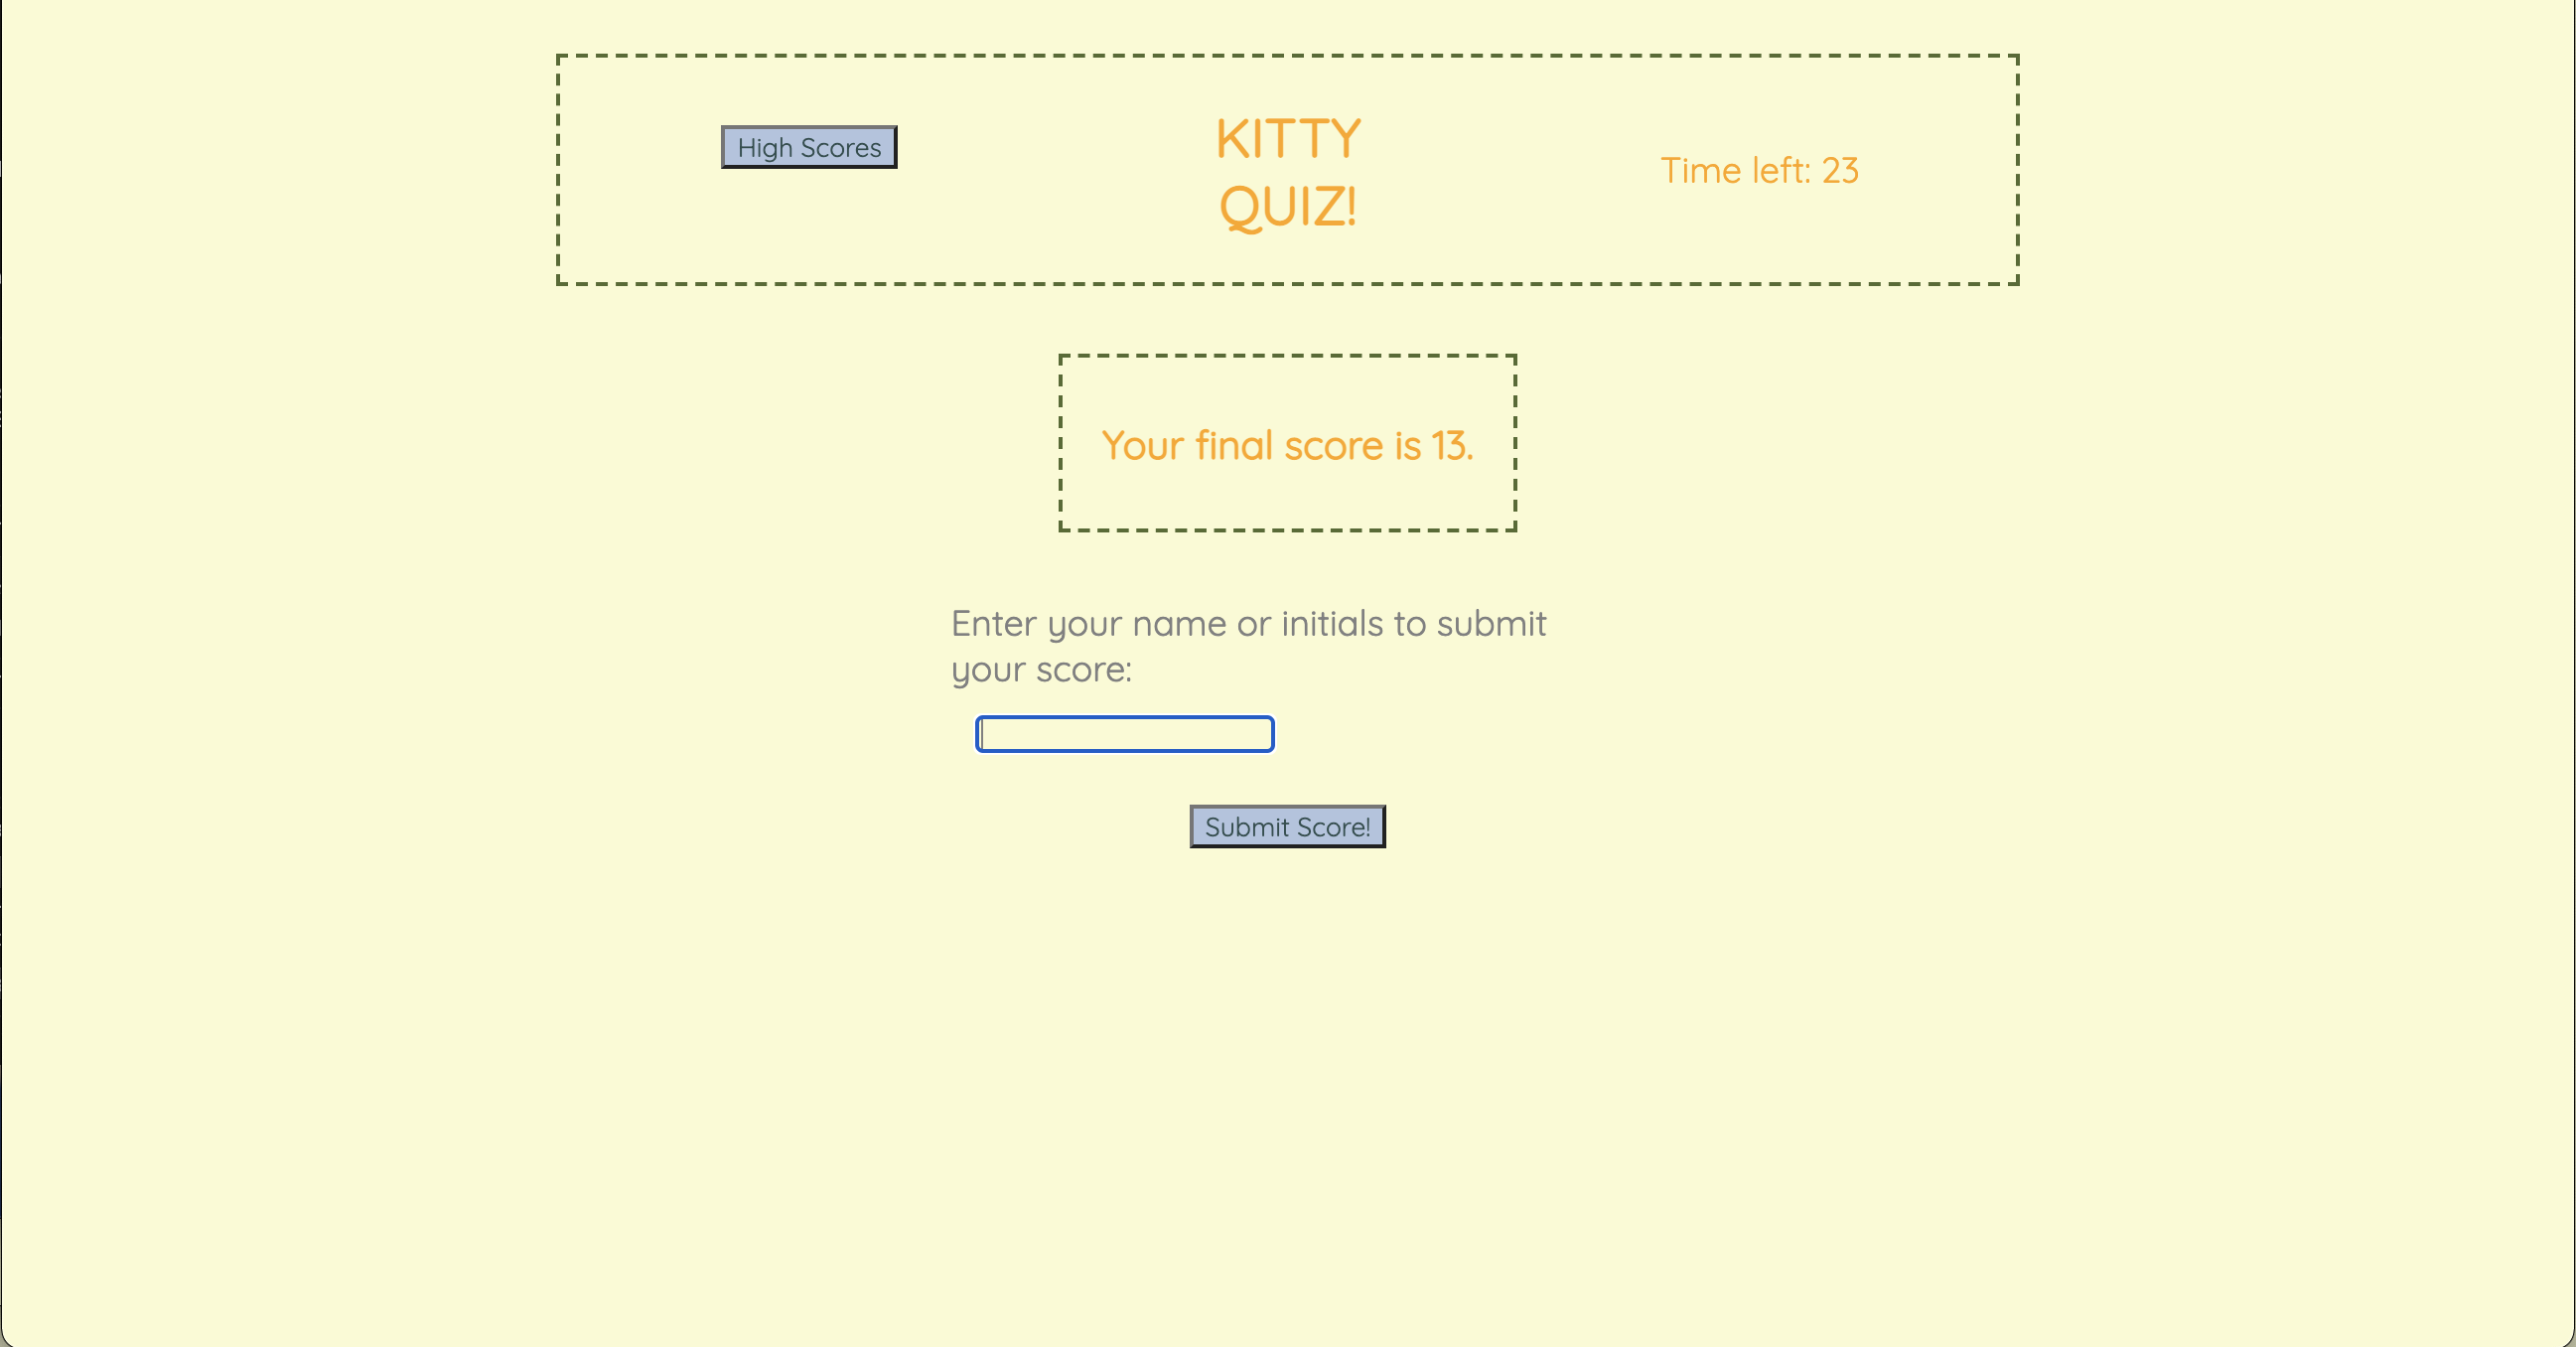 High Scores
KITTY
QUIZ!
Time left: 23
Your final score is 13.
Enter your name or initials to submit
your score:
Submit Score!